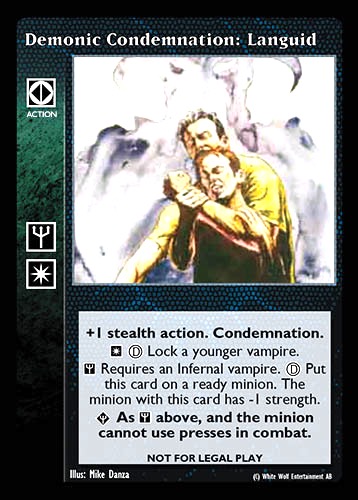 Demonic Condemnation: Languid
ACTION
+1 stealth action. Condemnation.
Ⓓ Lock a younger vampire.
Requires an Infernal vampire. Ⓓ Put
this card on a ready minion. The
minion with this card has -1 strength.
As above, and the minion
cannot use presses in combat.
NOT FOR LEGAL PLAY
Illus: Mike Danza
(C) White Wolf Entertainment AB